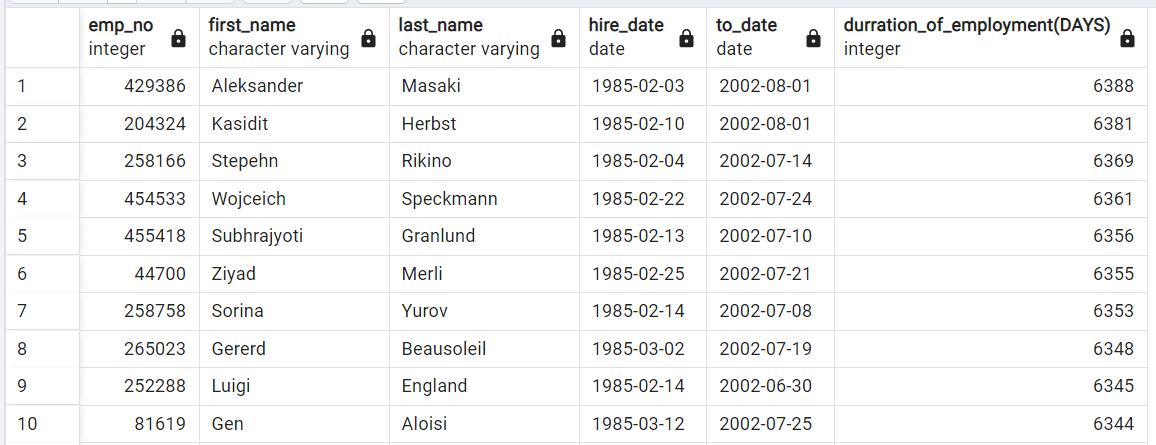 emp_no first_name last_name hire_date to_date durration_of_employment(DAYS)
integer character varying character varying date date integer
1 429386 Aleksander Masaki 1985-02-03 2002-08-01 6388
2 204324 Kasidit Herbst 1985-02-10 2002-08-01 6381
3 258166 Stepehn Rikino 1985-02-04 2002-07-14 6369
4 454533 Wojceich Speckmann 1985-02-22 2002-07-24 6361
5 455418 Subhrajyoti Granlund 1985-02-13 2002-07-10 6356
6 44700 Ziyad Merli 1985-02-25 2002-07-21 6355
7 258758 Sorina Yurov 1985-02-14 2002-07-08 6353
8 265023 Gererd Beausoleil 1985-03-02 2002-07-19 6348
9 252288 Luigi England 1985-02-14 2002-06-30 6345
10 81619 Gen Aloisi 1985-03-12 2002-07-25 6344